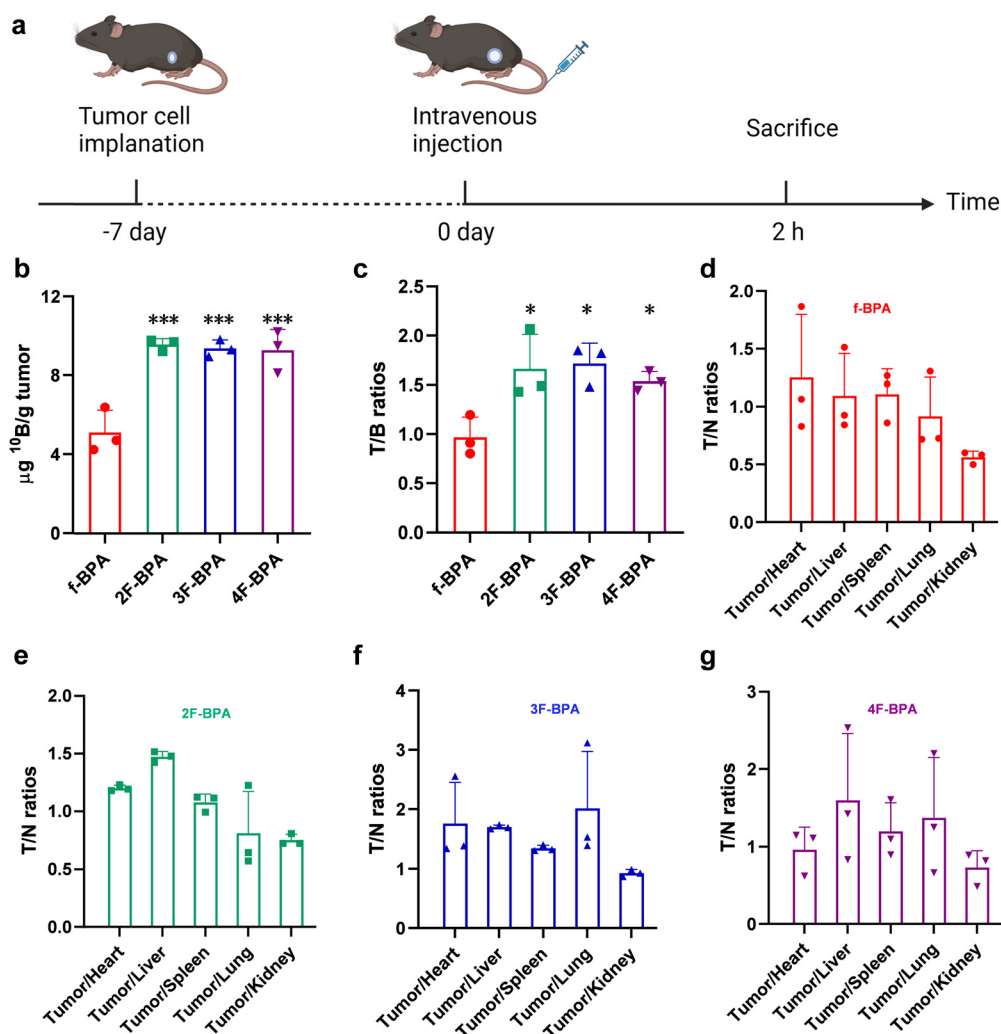 a
Tumor cell
implanation
Intravenous
injection
Sacrifice
Time
-7 day
0 day
2 h
b
μg ¹⁰B/g tumor
12
8
4
0
***
***
***
f-BPA
2F-BPA
3F-BPA
4F-BPA
c
T/B ratios
2.5
2.0
1.5
1.0
0.5
0.0
*
*
*
f-BPA
2F-BPA
3F-BPA
4F-BPA
d
f-BPA
T/N ratios
2.0
1.5
1.0
0.5
0.0
Tumor/Heart
Tumor/Liver
Tumor/Spleen
Tumor/Lung
Tumor/Kidney
e
2F-BPA
T/N ratios
2.0
1.5
1.0
0.5
0.0
Tumor/Heart
Tumor/Liver
Tumor/Spleen
Tumor/Lung
Tumor/Kidney
f
3F-BPA
T/N ratios
4
3
2
1
0
Tumor/Heart
Tumor/Liver
Tumor/Spleen
Tumor/Lung
Tumor/Kidney
g
4F-BPA
T/N ratios
3
2
1
0
Tumor/Heart
Tumor/Liver
Tumor/Spleen
Tumor/Lung
Tumor/Kidney